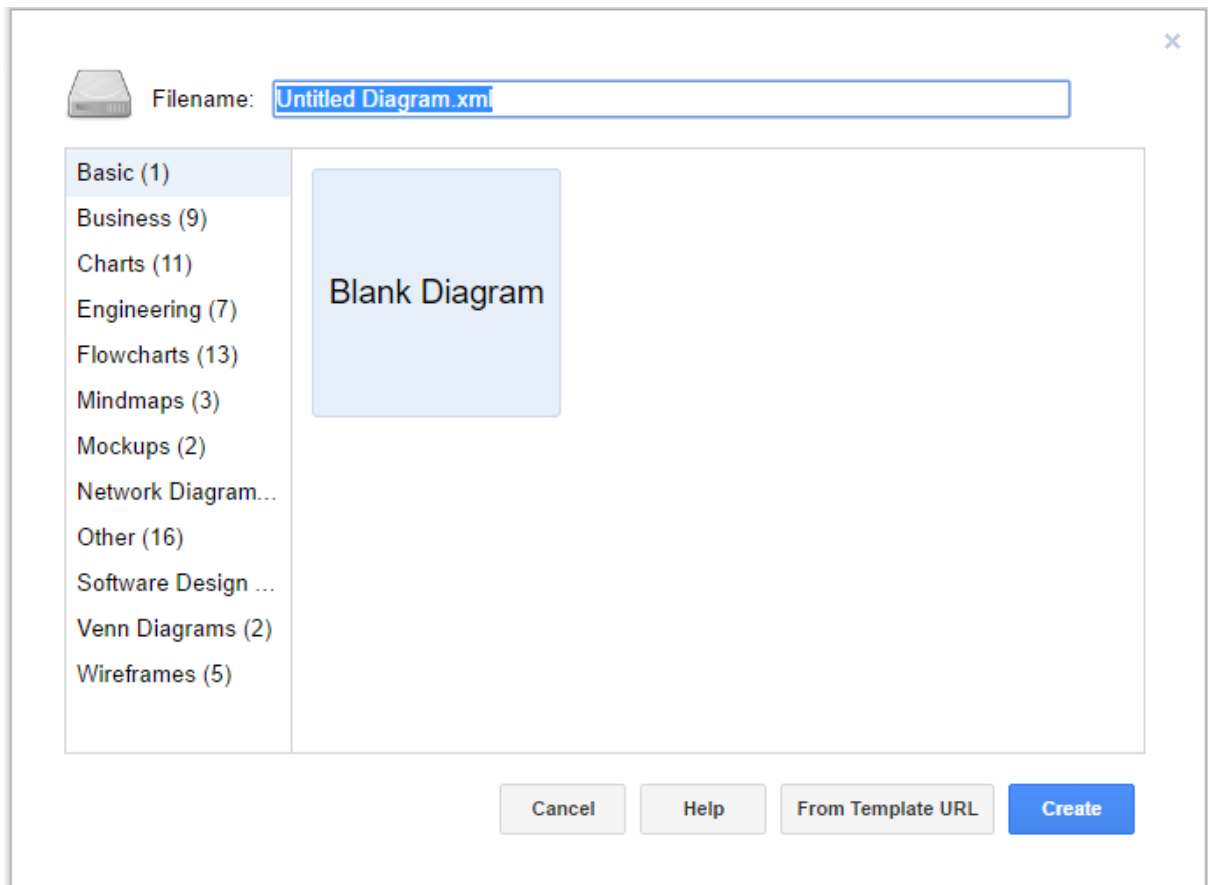 ×
Filename: Untitled Diagram.xml
Basic (1)
Business (9)
Charts (11)
Engineering (7)
Flowcharts (13)
Mindmaps (3)
Mockups (2)
Network Diagram...
Other (16)
Software Design ...
Venn Diagrams (2)
Wireframes (5)
Blank Diagram
Cancel Help From Template URL Create